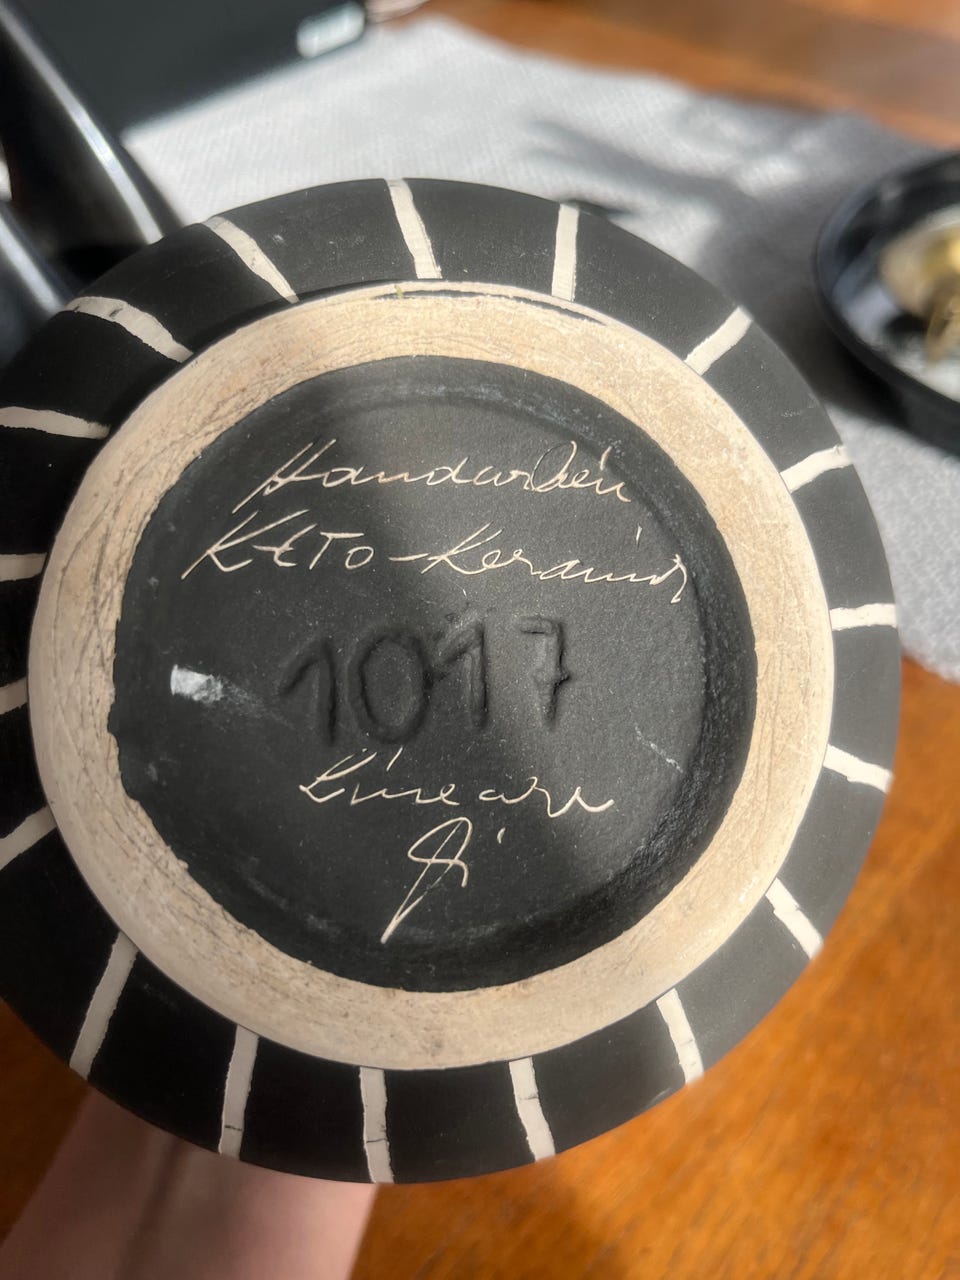 Handarbeit
KETO-Keramik
1017
Lineare